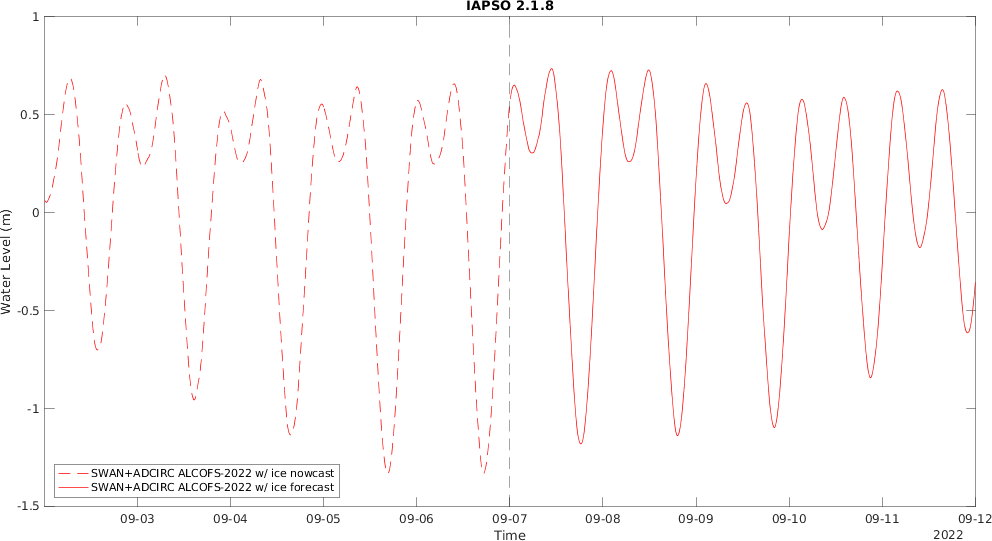 IAPSO 2.1.8
1
0.5
0
-0.5
-1
-1.5
Water Level (m)
SWAN+ADCIRC ALCOFS-2022 w/ ice nowcast
SWAN+ADCIRC ALCOFS-2022 w/ ice forecast
09-03 09-04 09-05 09-06 09-07 09-08 09-09 09-10 09-11 09-12
Time
2022